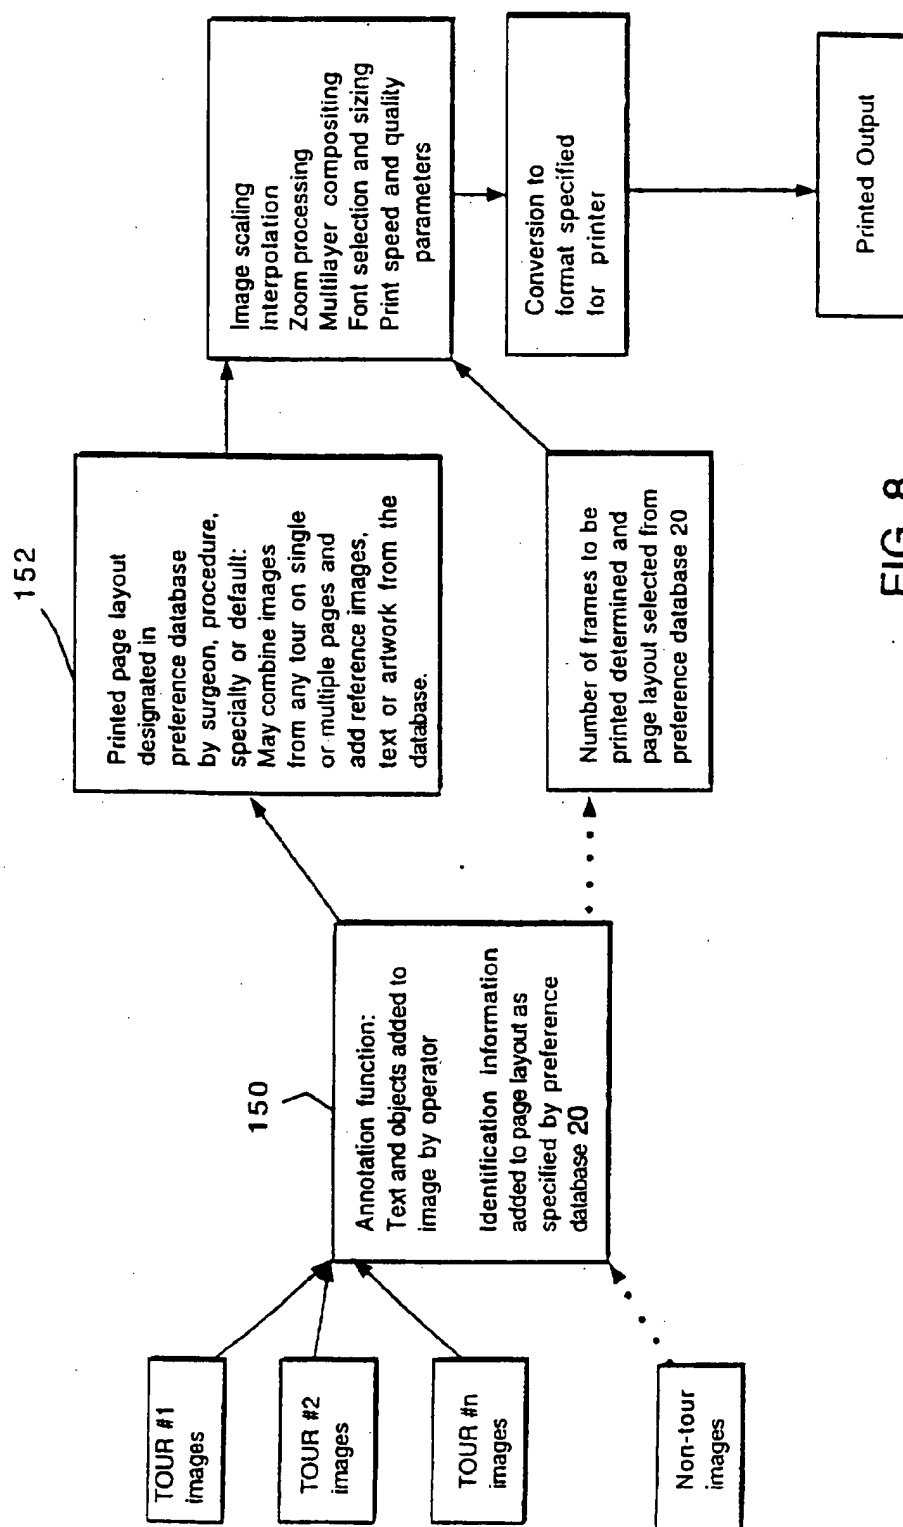 TOUR #1
images
TOUR #2
images
TOUR #n
images
Non-tour
images
150
Annotation function:
Text and objects added to
image by operator
Identification information
added to page layout as
specified by preference
database 20
152
Printed page layout
designated in
preference database
by surgeon, procedure,
specialty or default:
May combine images
from any tour on single
or multiple pages and
add reference images,
text or artwork from the
database.
Number of frames to be
printed determined and
page layout selected from
preference database 20
Image scaling
interpolation
Zoom processing
Multilayer compositing
Font selection and sizing
Print speed and quality
parameters
Conversion to
format specified
for printer
Printed Output
FIG. 8